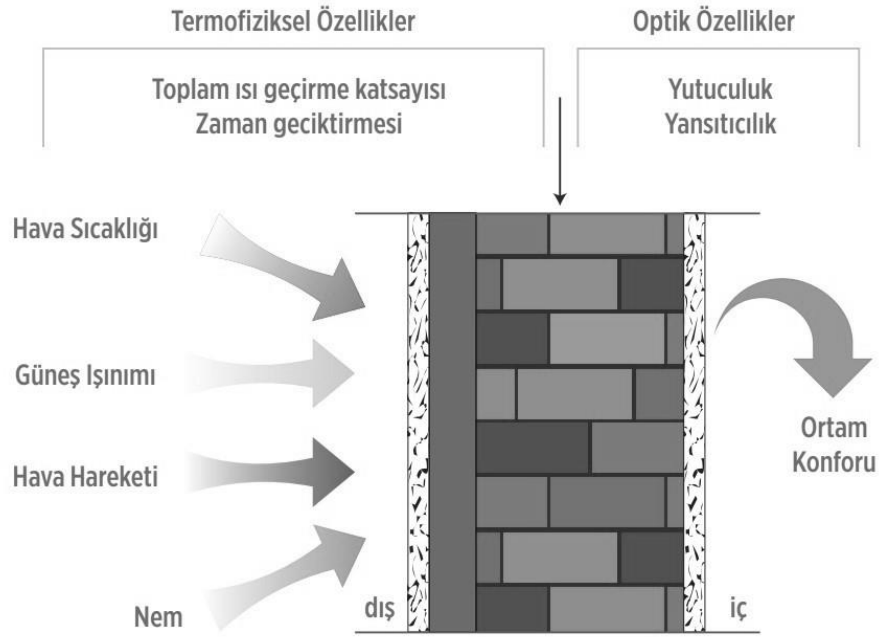 Termofiziksel Özellikler
Toplam ısı geçirme katsayısı
Zaman geciktirmesi
Optik Özellikler
Yutuculuk
Yansıtıcılık
Hava Sıcaklığı
Güneş Işınımı
Hava Hareketi
Nem
dış
iç
Ortam
Konforu